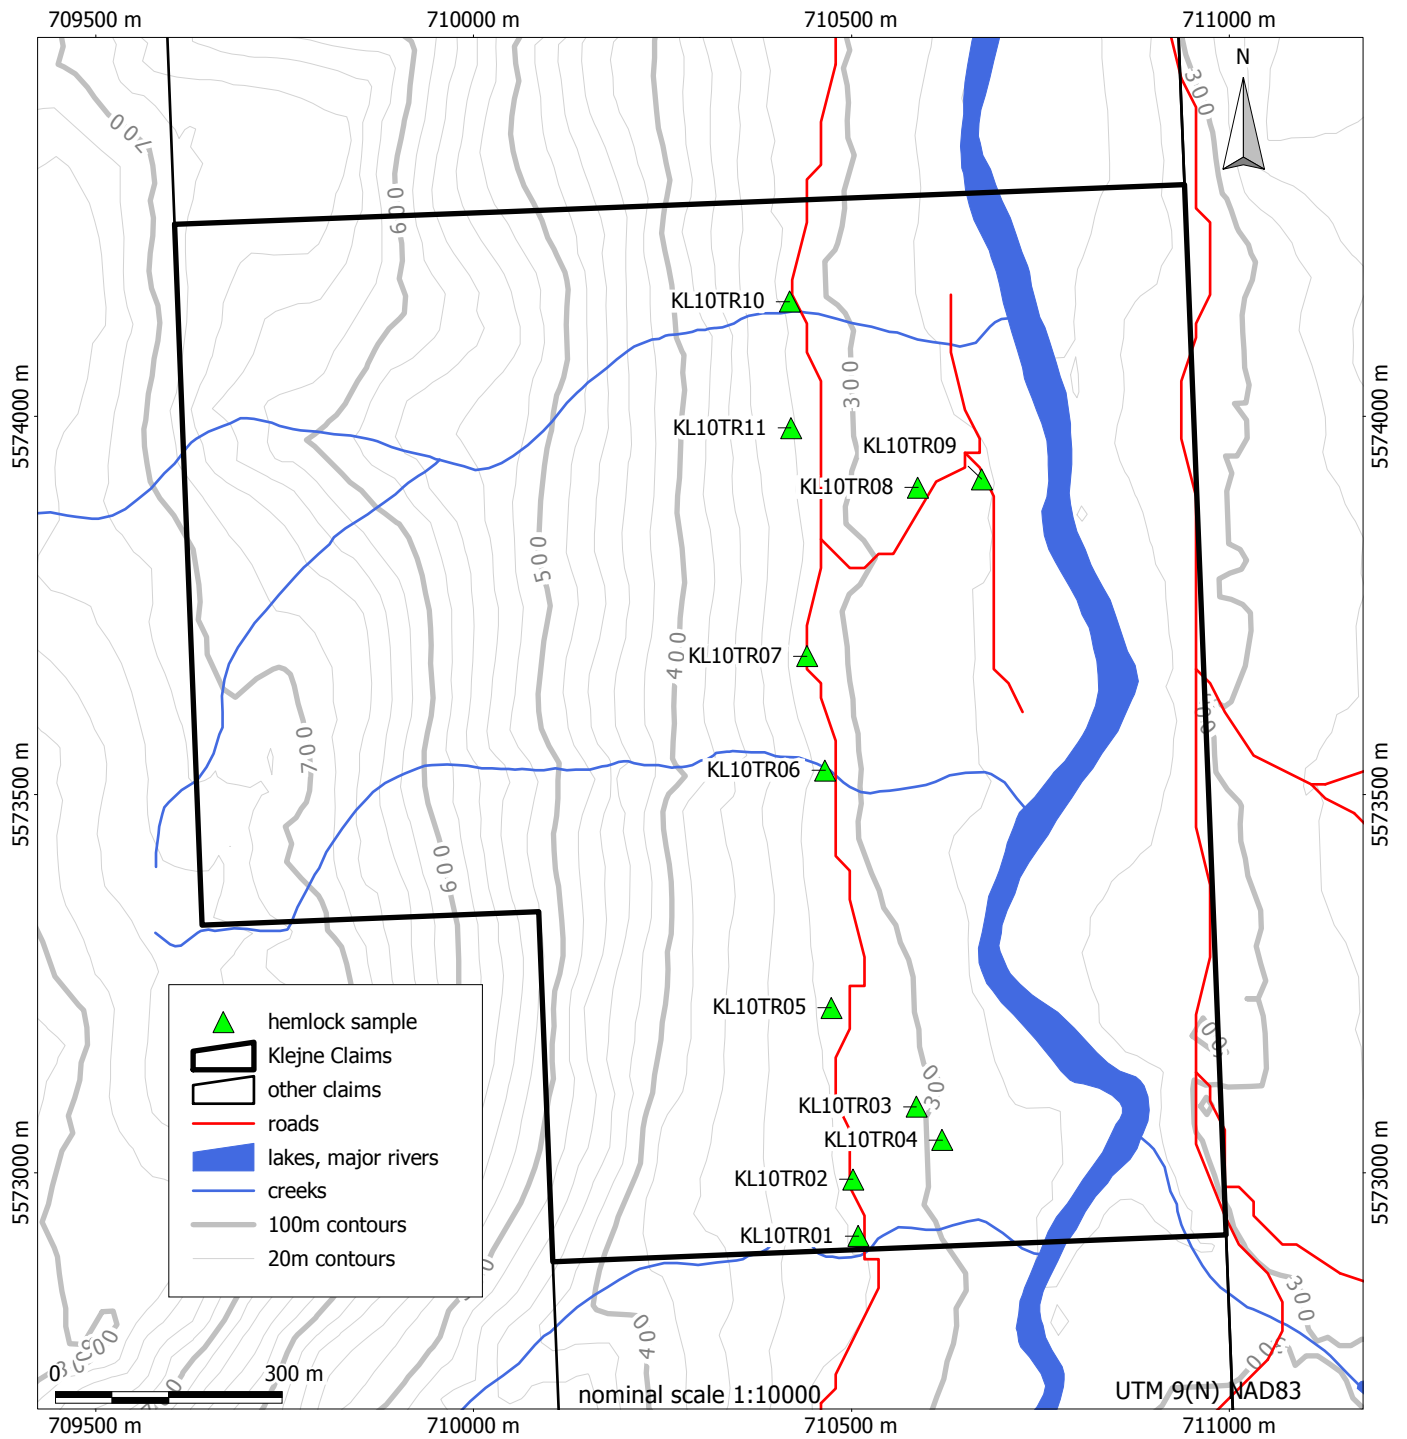 709500 m
710000 m
710500 m
711000 m
N
300
700
600
KL10TR10
300
5574000 m
5574000 m
KL10TR11
KL10TR09
KL10TR08
500
400
KL10TR07
700
KL10TR06
5573500 m
5573500 m
600
KL10TR05
hemlock sample
Klejne Claims
other claims
roads
lakes, major rivers
creeks
100m contours
20m contours
300
KL10TR03
KL10TR04
KL10TR02
KL10TR01
5573000 m
5573000 m
300
400
0
300 m
nominal scale 1:10000
UTM 9(N) NAD83
709500 m
710000 m
710500 m
711000 m